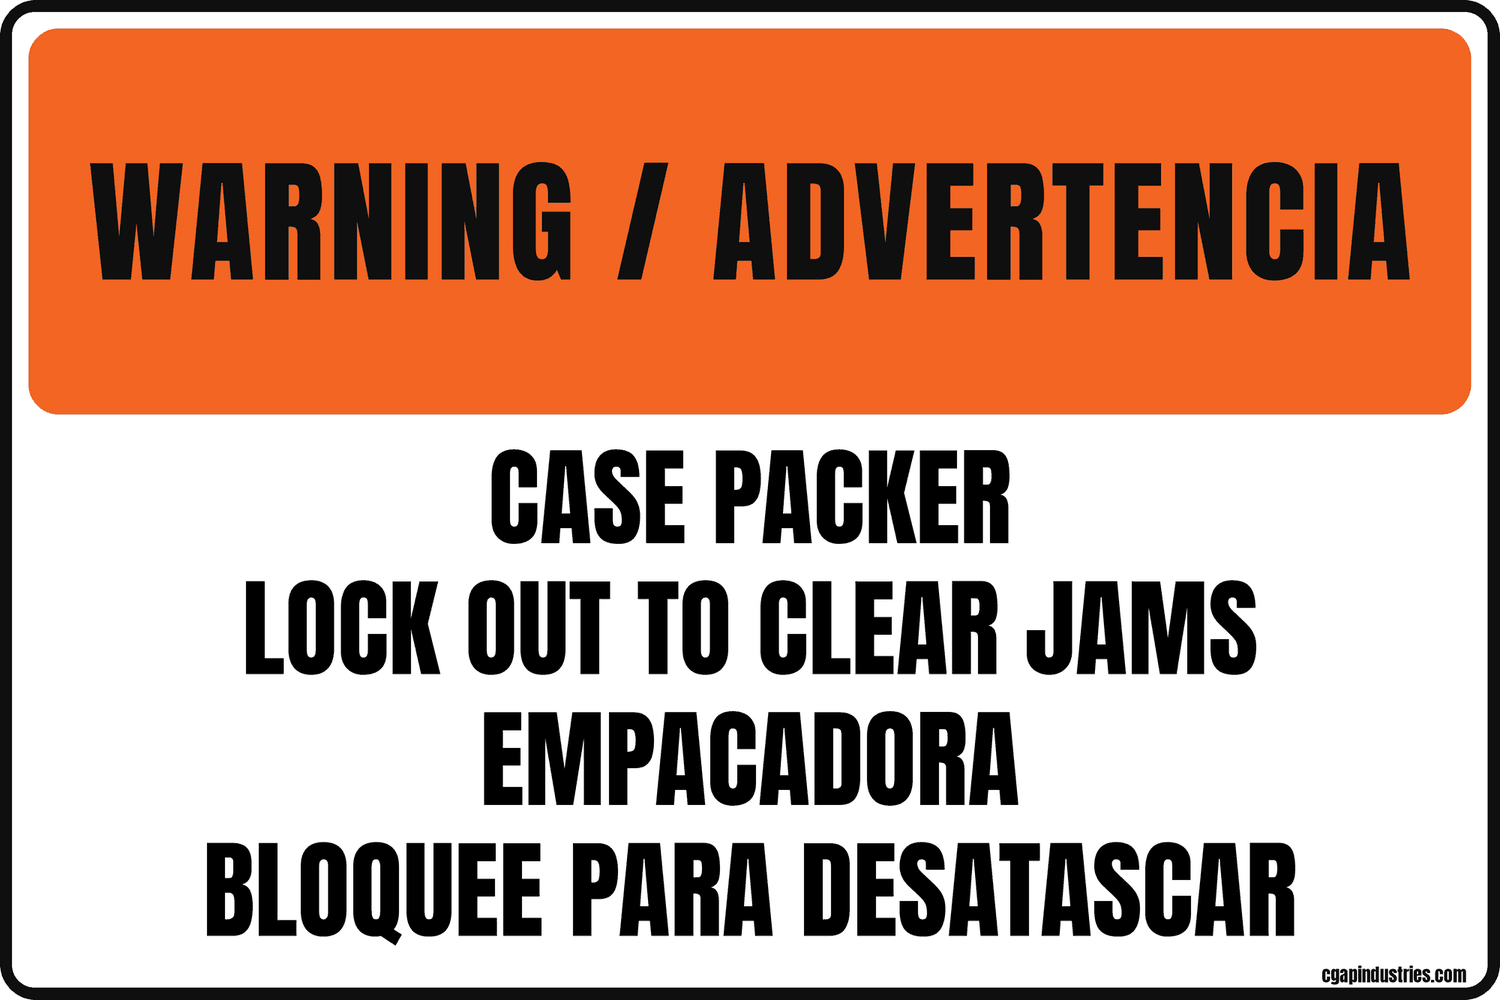 WARNING / ADVERTENCIA
CASE PACKER
LOCK OUT TO CLEAR JAMS
EMPACADORA
BLOQUEE PARA DESATASCAR
cgapindustries.com